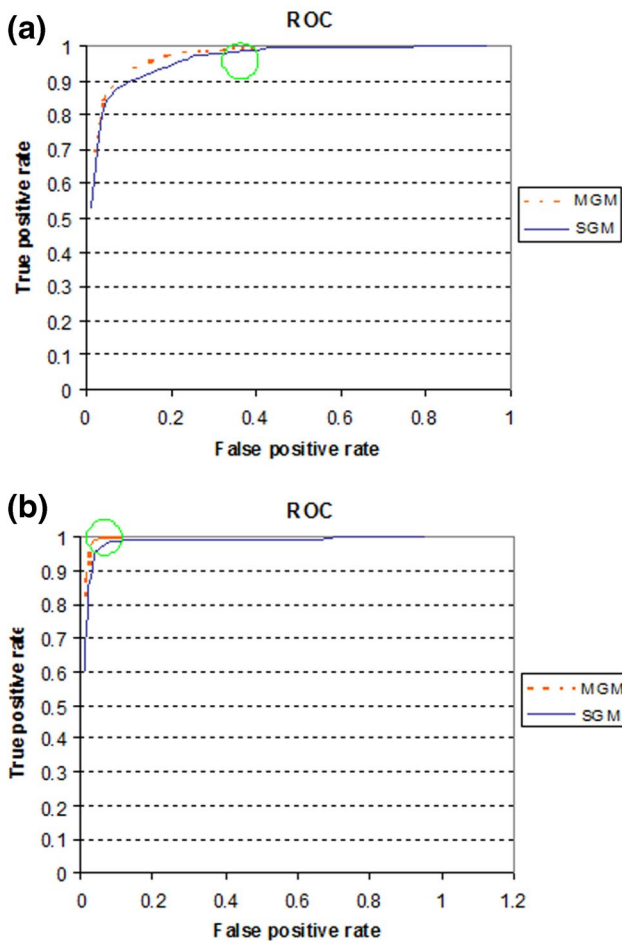 (a)
ROC
1
0.9
0.8
0.7
0.6
0.5
0.4
0.3
0.2
0.1
0
True positive rate
0 0.2 0.4 0.6 0.8 1
False positive rate
MGM
SGM
(b)
ROC
1
0.9
0.8
0.7
0.6
0.5
0.4
0.3
0.2
0.1
0
True positive rate
0 0.2 0.4 0.6 0.8 1 1.2
False positive rate
MGM
SGM